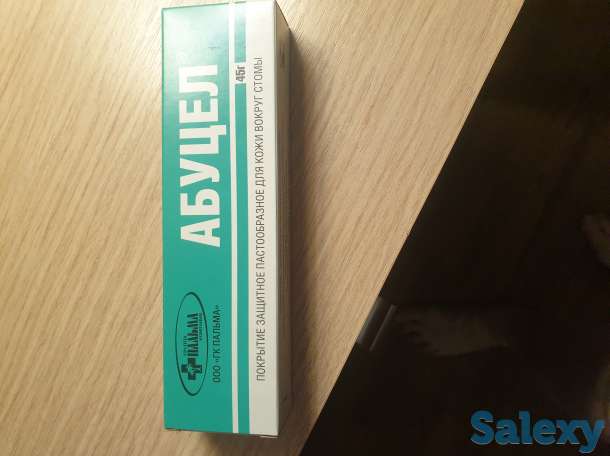 АБУЦЕЛ
45г
ПОКРЫТИЕ ЗАЩИТНОЕ ПАСТООБРАЗНОЕ ДЛЯ КОЖИ ВОКРУГ СТОМЫ
ПАЛЬМА
ООО «ГК ПАЛЬМА»
Salexy